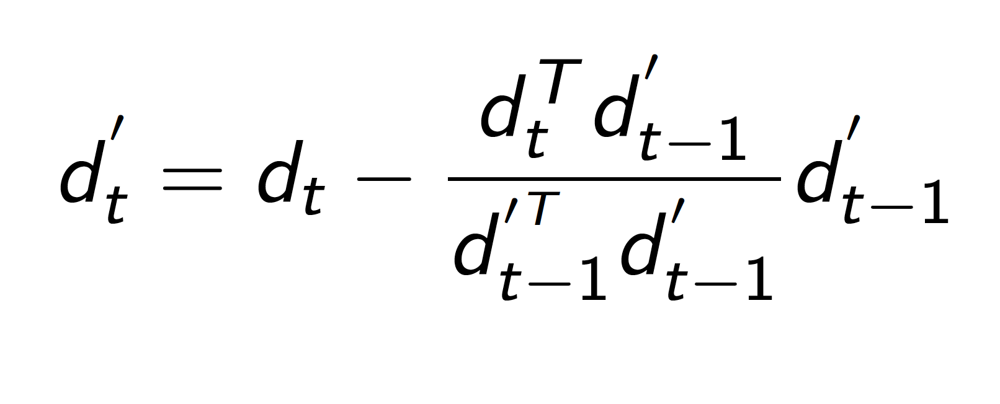 d′_t = d_t − \frac{d_t^T d′_{t−1}}{d′^T_{t−1} d′_{t−1}} d′_{t−1}